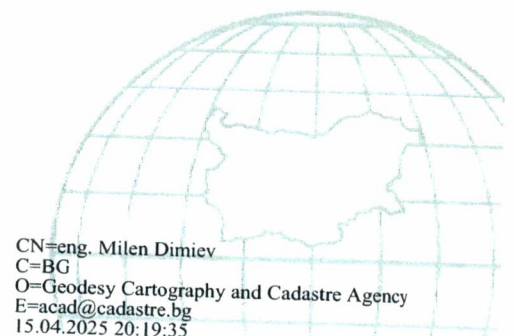 CN=eng. Milen Dimiev
C=BG
O=Geodesy Cartography and Cadastre Agency
E=acad@cadastre.bg
15.04.2025 20:19:35